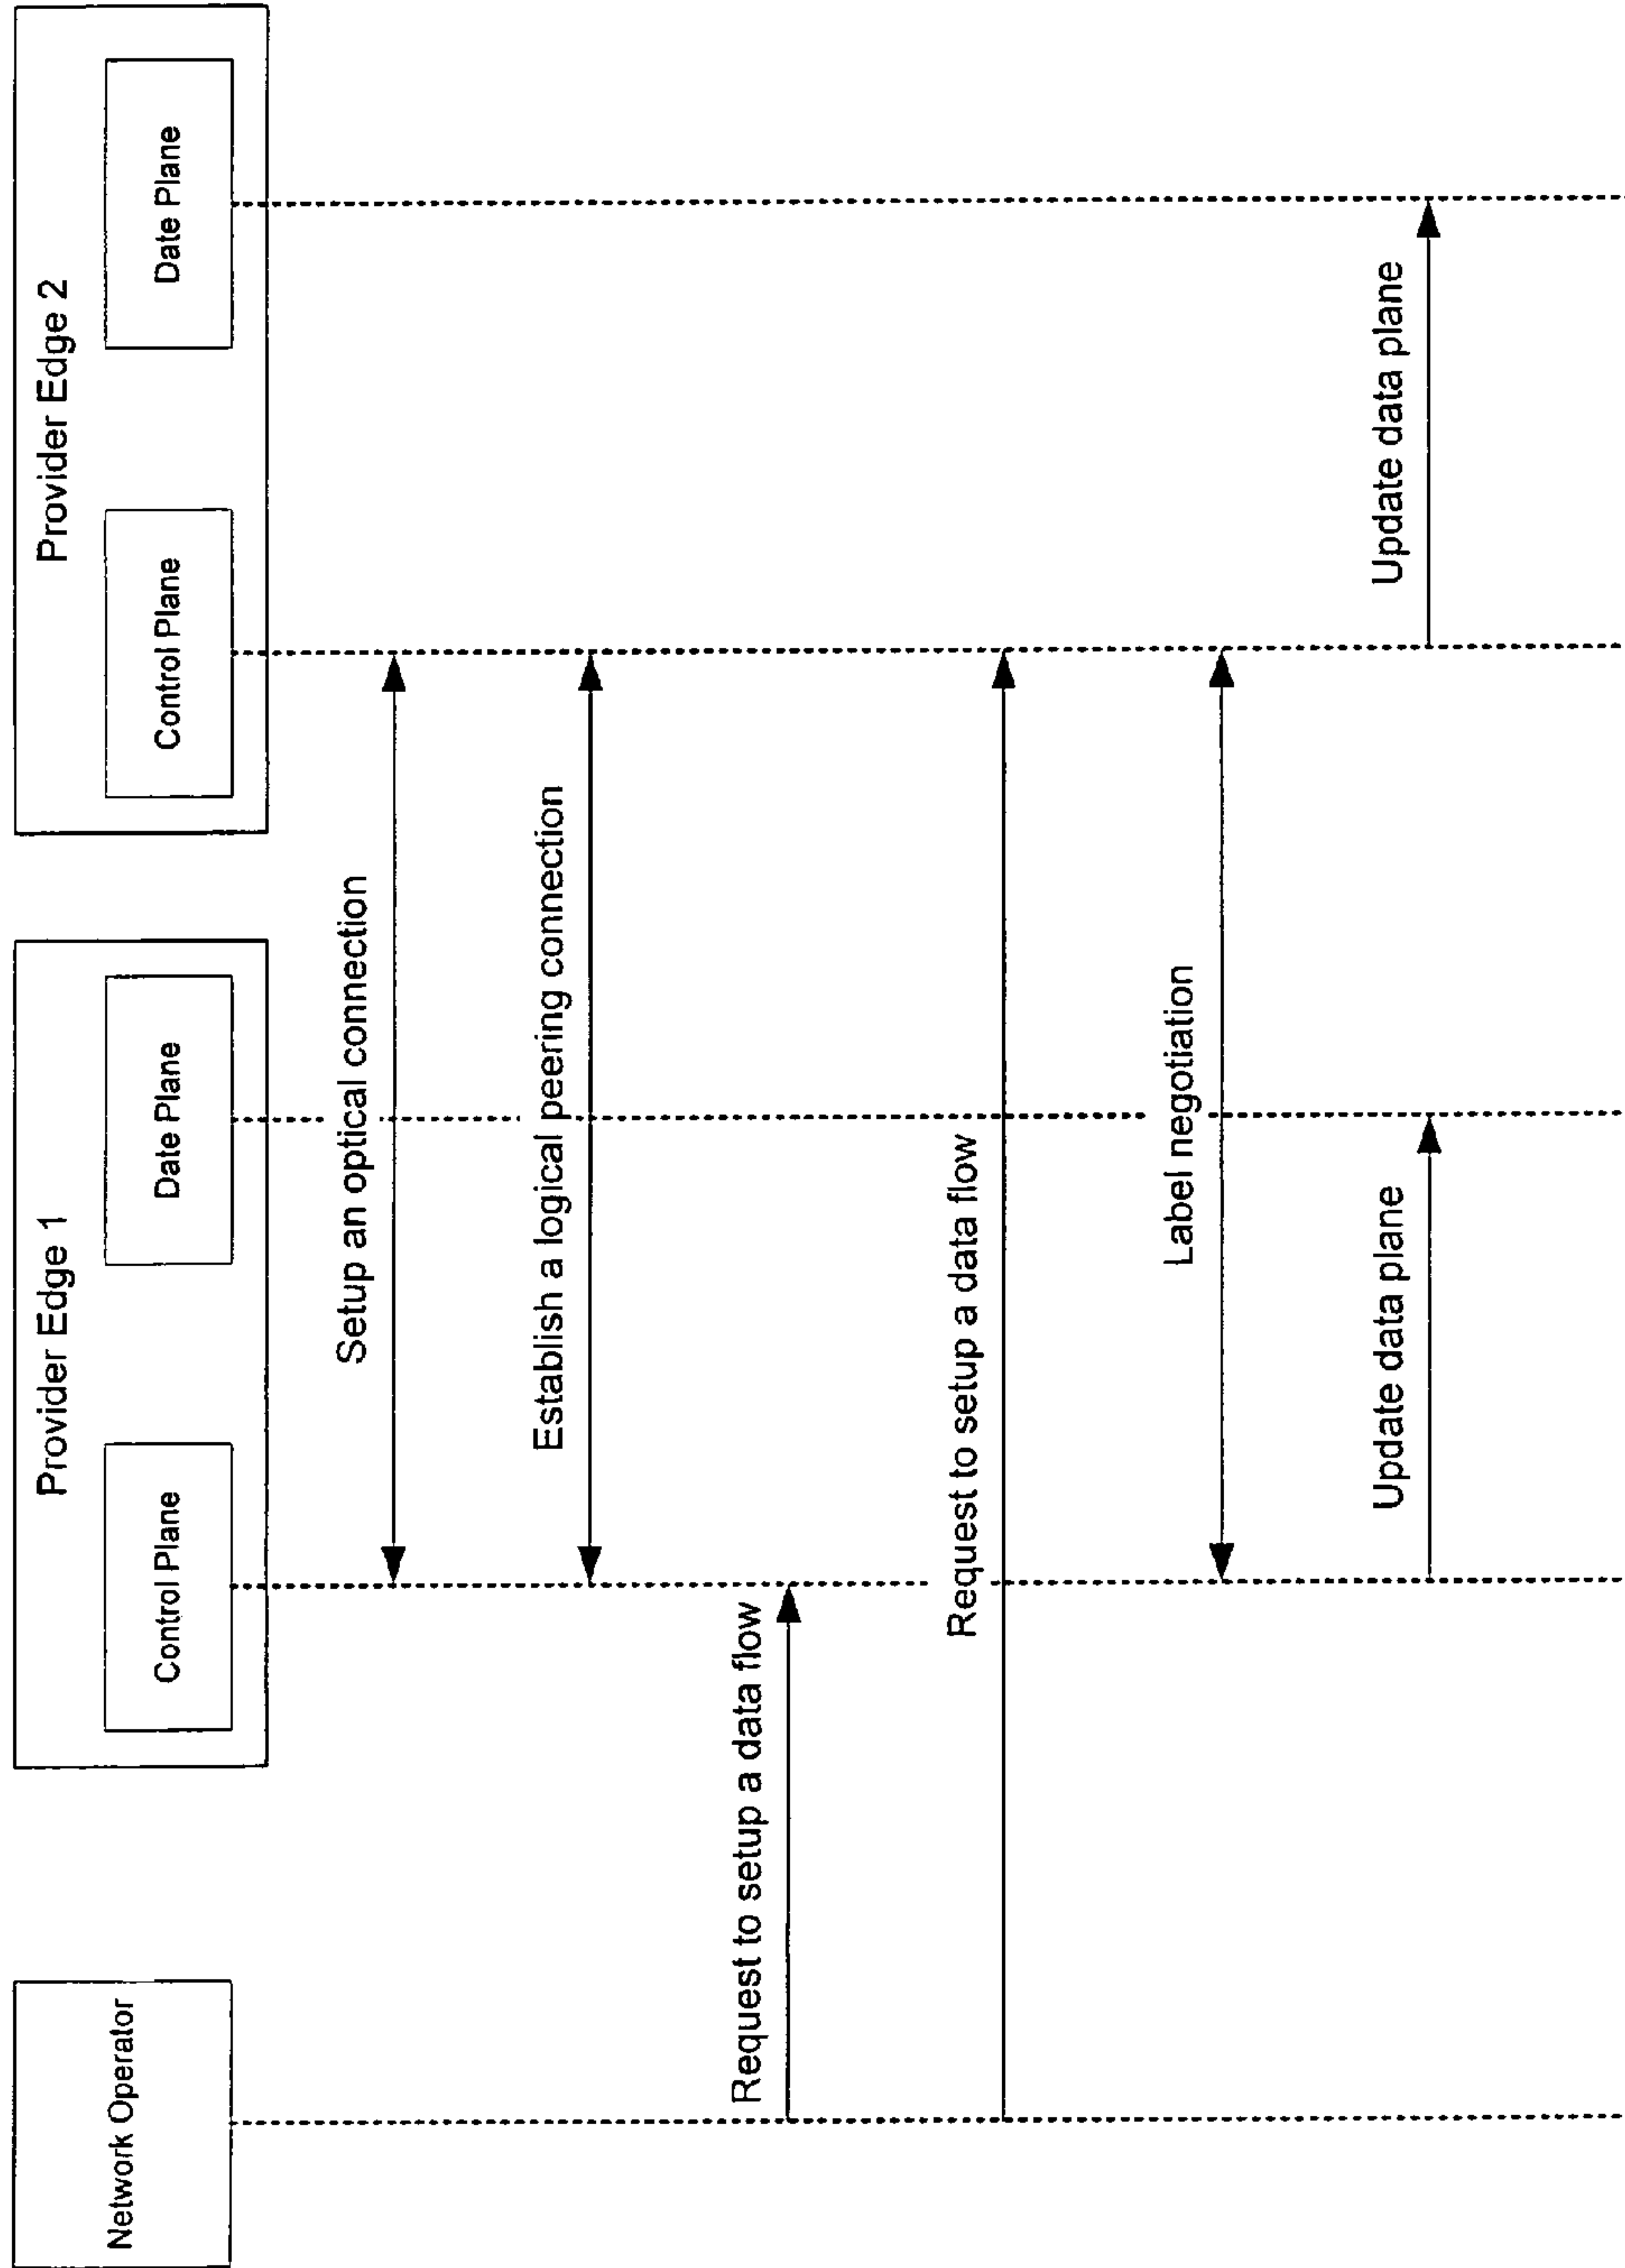 Network Operator
Provider Edge 1
Control Plane
Date Plane
Provider Edge 2
Control Plane
Date Plane
Setup an optical connection
Establish a logical peering connection
Request to setup a data flow
Request to setup a data flow
Label negotiation
Update data plane
Update data plane